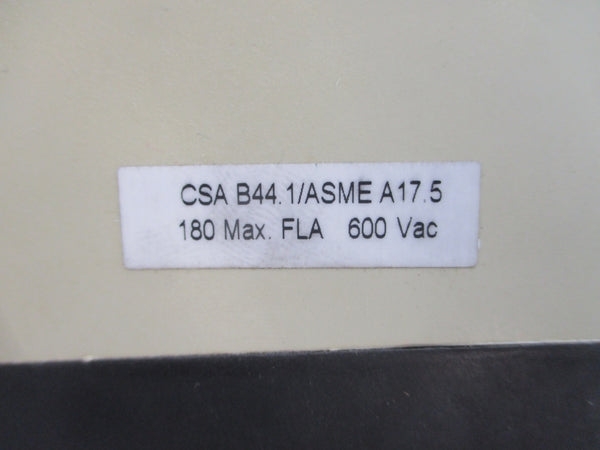 CSA B44.1/ASME A17.5
180 Max. FLA 600 Vac